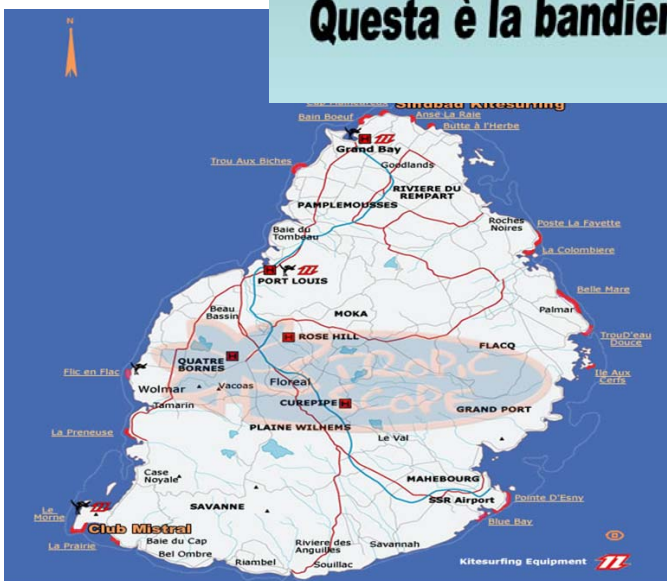 Questa è la bandier
N
Sindbad Kitesurfing
Anse La Raie
Bain Boeuf
Butte à l'Herbe
Grand Bay
Trou Aux Biches
Goodlands
RIVIERE DU
REMPART
PAMPLEMOUSSES
Roches
Noires
Poste La Fayette
Baie du
Tombeau
La Colombiere
PORT LOUIS
Belle Mare
Beau
Bassin
MOKA
Palmar
ROSE HILL
FLACQ
TrouD'eau
Douce
QUATRE
BORNES
Flic en Flac
Wolmar
Vacoas
Floreal
Ile Aux
Cerfs
Tamarin
CUREPIPE
GRAND PORT
PLAINE WILHEMS
La Preneuse
Le Val
Case
Noyale
MAHEBOURG
SAVANNE
SSR Airport
Pointe D'Esny
Le
Morne
Blue Bay
Club Mistral
La Prairie
Baie du Cap
Riviere des
Anguilles
Savannah
Bel Ombre
Riambel
Souillac
Kitesurfing Equipment